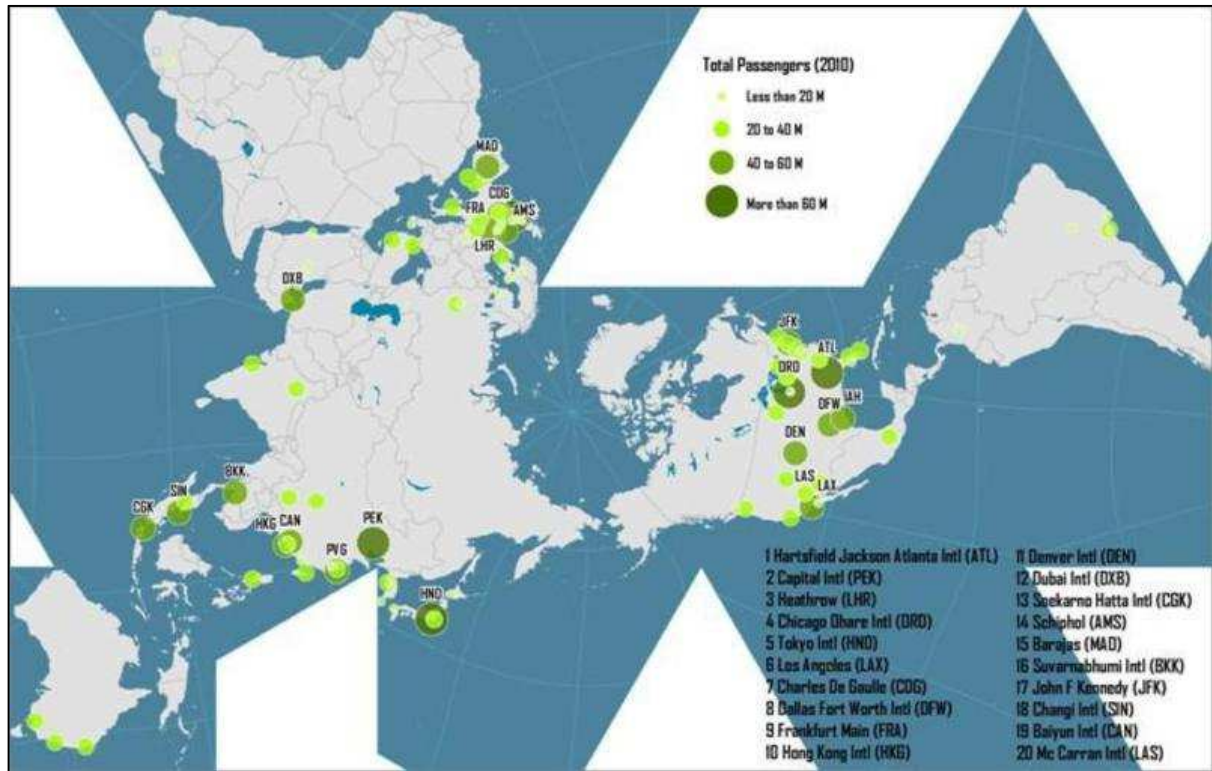 Total Passengers (2010)
Less than 20 M
20 to 40 M
40 to 60 M
More than 60 M
MAD
CDG
FRA
AMS
LHR
DXB
JFK
ATL
ORD
DFW
IAH
DEN
LAS
LAX
BKK
SIN
CGK
HKG
CAN
PEK
PVG
HND
1 Hartsfield Jackson Atlanta Intl (ATL)
2 Capital Intl (PEK)
3 Heathrow (LHR)
4 Chicago Ohare Intl (ORD)
5 Tokyo Intl (HND)
6 Los Angeles (LAX)
7 Charles De Gaulle (CDG)
8 Dallas Fort Worth Intl (DFW)
9 Frankfurt Main (FRA)
10 Hong Kong Intl (HKG)
11 Denver Intl (DEN)
12 Dubai Intl (DXB)
13 Soekarno Hatta Intl (CGK)
14 Schiphol (AMS)
15 Barajas (MAD)
16 Suvarnabhumi Intl (BKK)
17 John F Kennedy (JFK)
18 Changi Intl (SIN)
19 Baiyun Intl (CAN)
20 Mc Carran Intl (LAS)